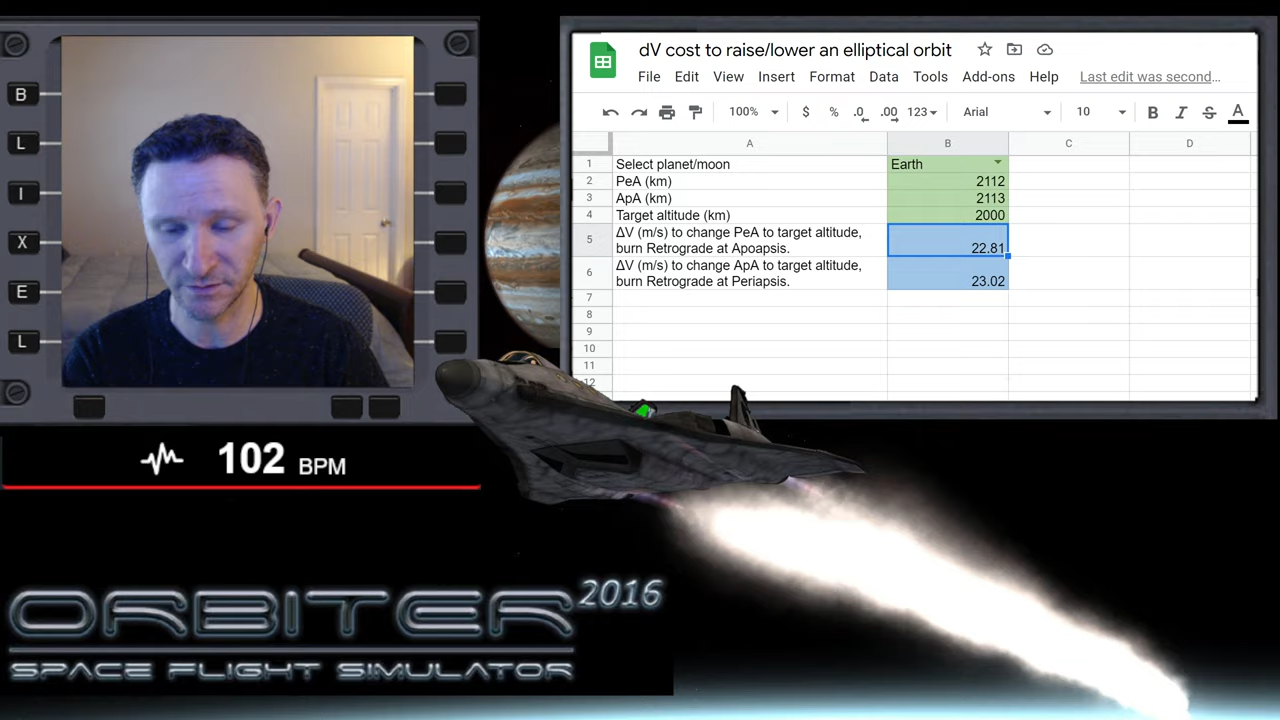 B
L
I
X
E
L
102 BPM
ORBITER 2016
SPACE FLIGHT SIMULATOR
dV cost to raise/lower an elliptical orbit
File Edit View Insert Format Data Tools Add-ons Help Last edit was second…
100% $ % .0 .00 123 Arial 10 B I S A
A B C D
1 Select planet/moon Earth
2 PeA (km) 2112
3 ApA (km) 2113
4 Target altitude (km) 2000
ΔV (m/s) to change PeA to target altitude,
5 burn Retrograde at Apoapsis. 22.81
ΔV (m/s) to change ApA to target altitude,
6 burn Retrograde at Periapsis. 23.02
7
8
9
10
11
12